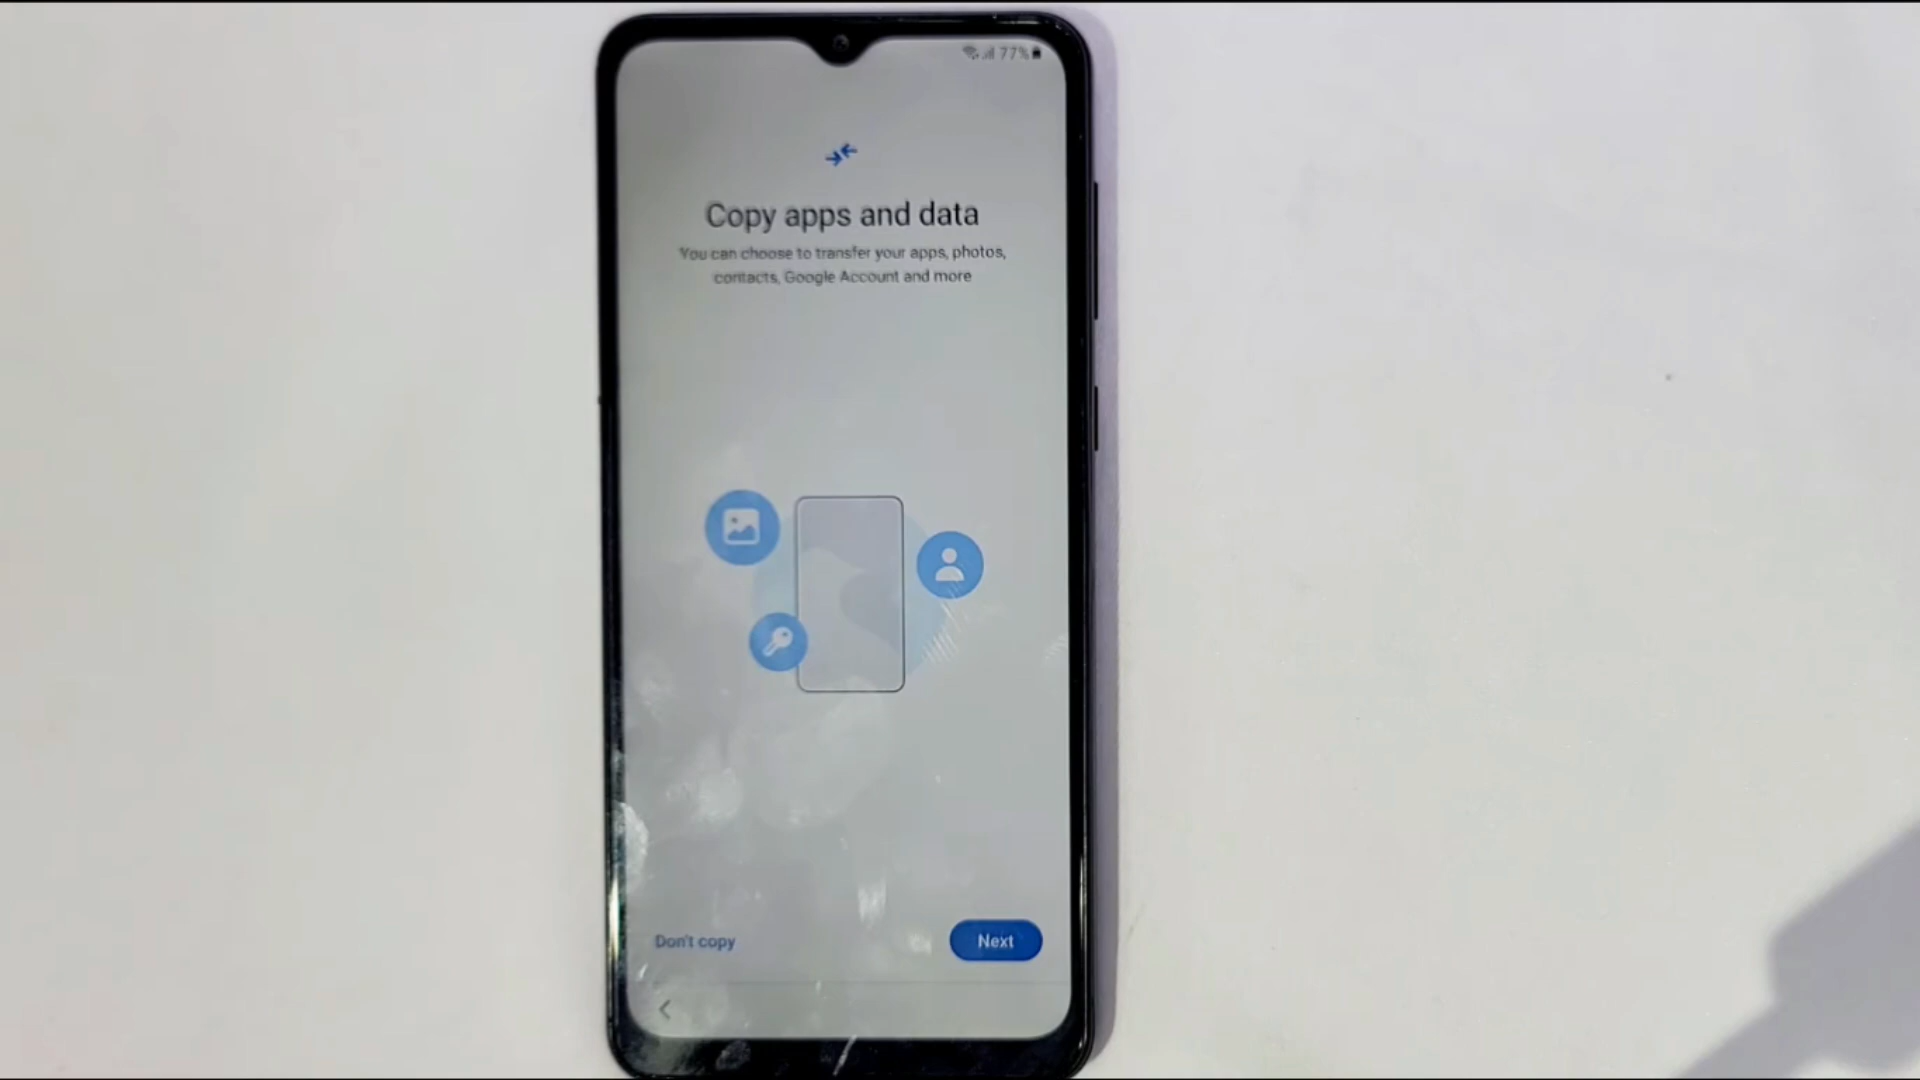 77%
Copy apps and data
You can choose to transfer your apps, photos,
contacts, Google Account and more
Don't copy
Next